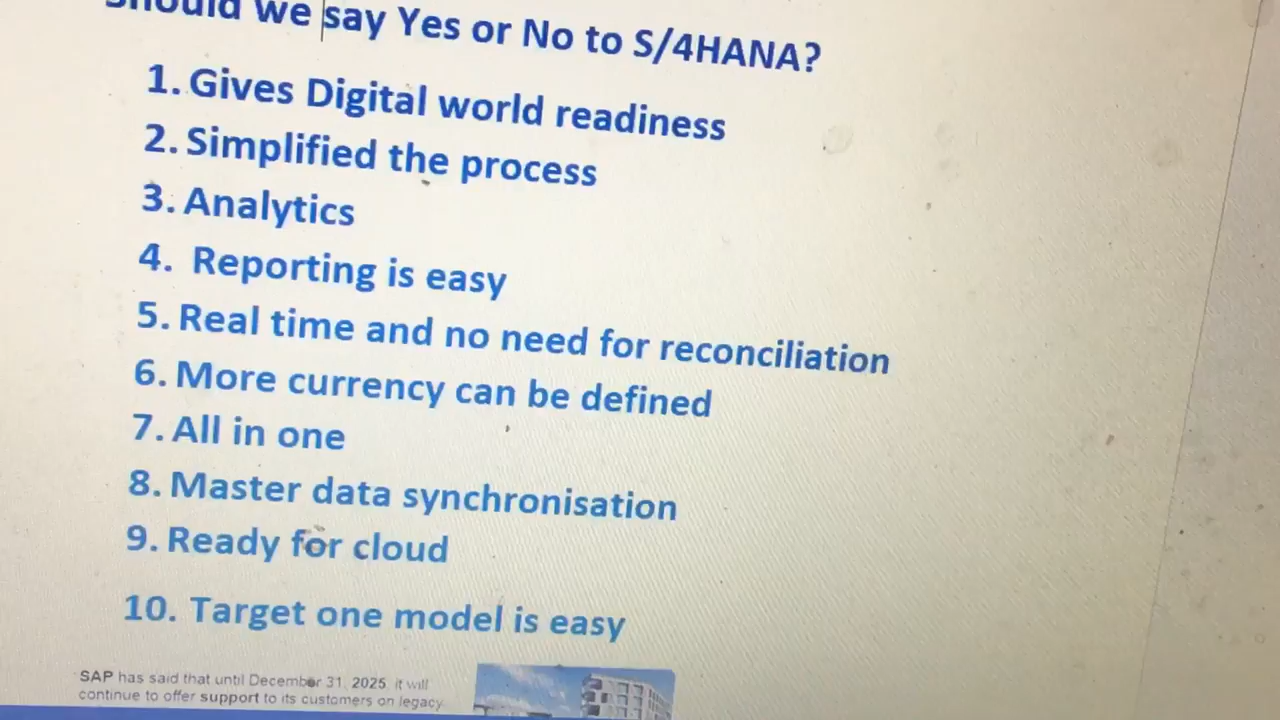 Should we say Yes or No to S/4HANA?
1. Gives Digital world readiness
2. Simplified the process
3. Analytics
4. Reporting is easy
5. Real time and no need for reconciliation
6. More currency can be defined
7. All in one
8. Master data synchronisation
9. Ready for cloud
10. Target one model is easy
SAP has said that until December 31, 2025, it will
continue to offer support to its customers on legacy